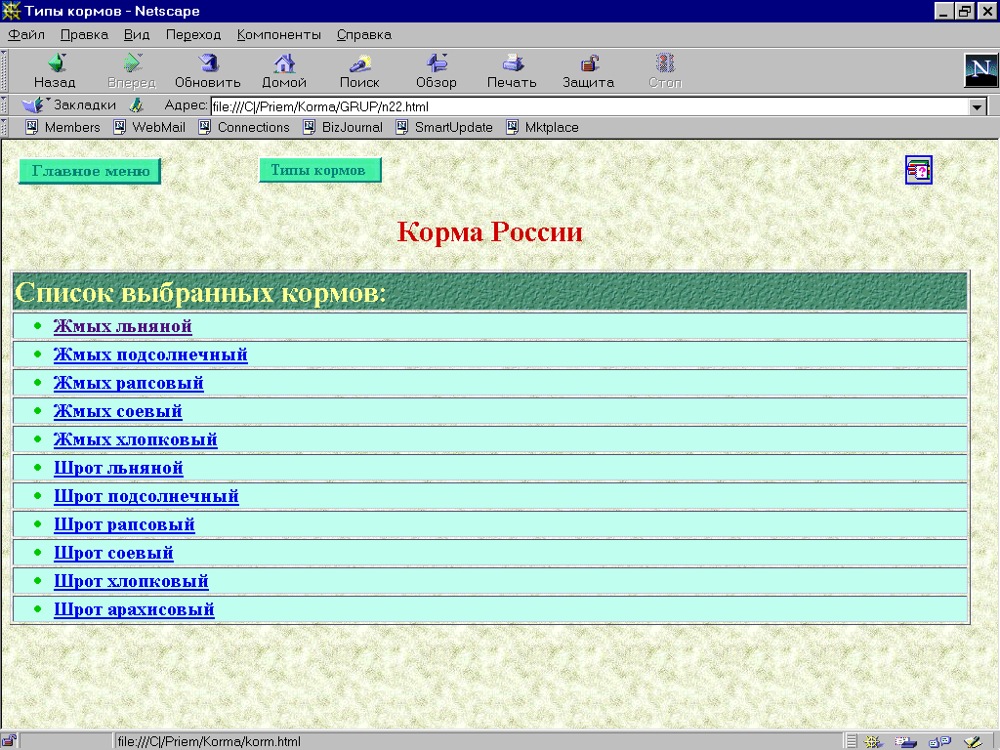 Типы кормов - Netscape
Файл Правка Вид Переход Компоненты Справка
Назад Вперед Обновить Домой Поиск Обзор Печать Защита Стоп
N
Закладки Адрес: file:///C|/Priem/Korma/GRUP/n22.html
Members WebMail Connections BizJournal SmartUpdate Mktplace
Главное меню Типы кормов
Корма России
Список выбранных кормов:
Жмых льняной
Жмых подсолнечный
Жмых рапсовый
Жмых соевый
Жмых хлопковый
Шрот льняной
Шрот подсолнечный
Шрот рапсовый
Шрот соевый
Шрот хлопковый
Шрот арахисовый
file:///C|/Priem/Korma/korm.html